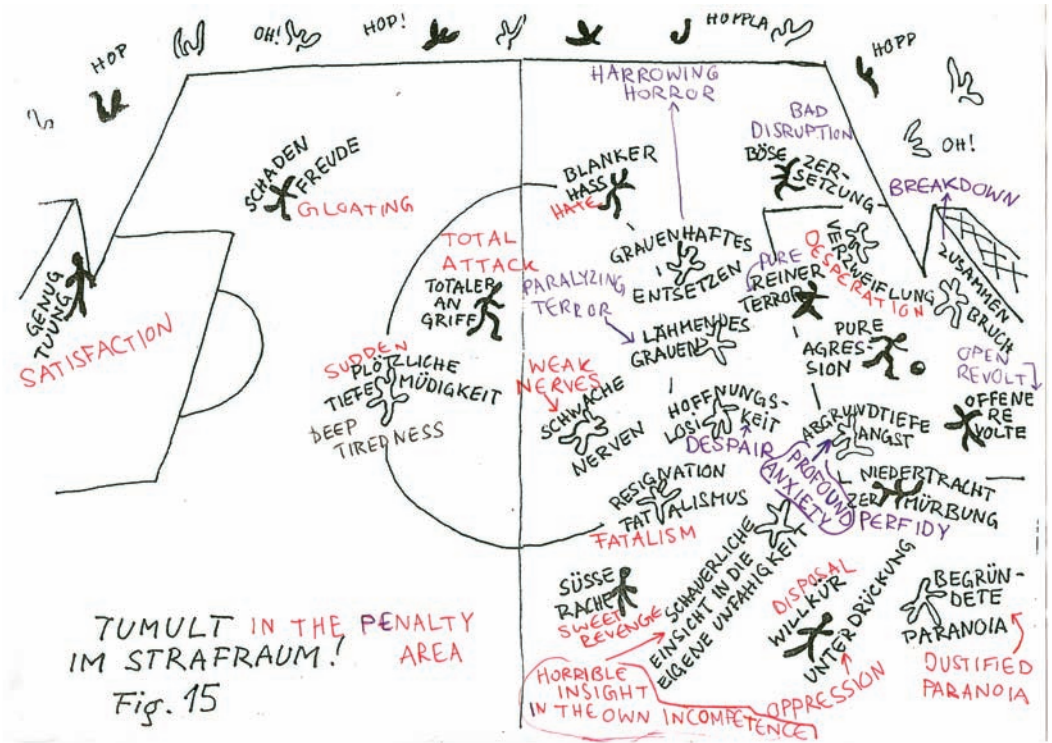 HOP
OH!
HOP!
HOPPLA
HOPP
OH!
HARROWING
HORROR
BAD
DISRUPTION
BÖSE ZER-
SETZUNG
BREAKDOWN
ZUSAMMEN
BRUCH
SCHADEN
FREUDE
GLOATING
BLANKER
HASS
HATE
GRAUENHAFTES
ENTSETZEN
PURE
REINER
TERROR
VERZWEIFLUNG
DESPERATION
GENUG
TUUNG
SATISFACTION
TOTAL
ATTACK
TOTALER
AN
GRIFF
PARALYZING
TERROR
LÄHMENDES
GRAUEN
PURE
AGRES-
SION
OPEN
REVOLT
OFFENE
RE
VOLTE
SUDDEN
PLÖTZLICHE
TIEFE MÜDIGKEIT
DEEP
TIREDNESS
WEAK
NERVES
SCHWACHE
NERVEN
HOFFNUNGS-
LOSIGKEIT
DESPAIR
ABGRUNDTIEFE
ANGST
PROFOUND
ANXIETY
RESIGNATION
FATALISMUS
FATALISM
NIEDERTRACHT
ZERMÜRBUNG
PERFIDY
SÜSSE
RACHE
SWEET
REVENGE
SCHAUERLICHE
EINSICHT IN DIE
EIGENE UNFÄHIGKEIT
HORRIBLE
INSIGHT
IN THE OWN INCOMPETENCE
DISPOSAL
WILLKÜR
UNTERDRÜCKUNG
OPPRESSION
BEGRÜN-
DETE
PARANOIA
JUSTIFIED
PARANOIA
TUMULT IN THE PENALTY
IM STRAFRAUM! AREA
Fig. 15